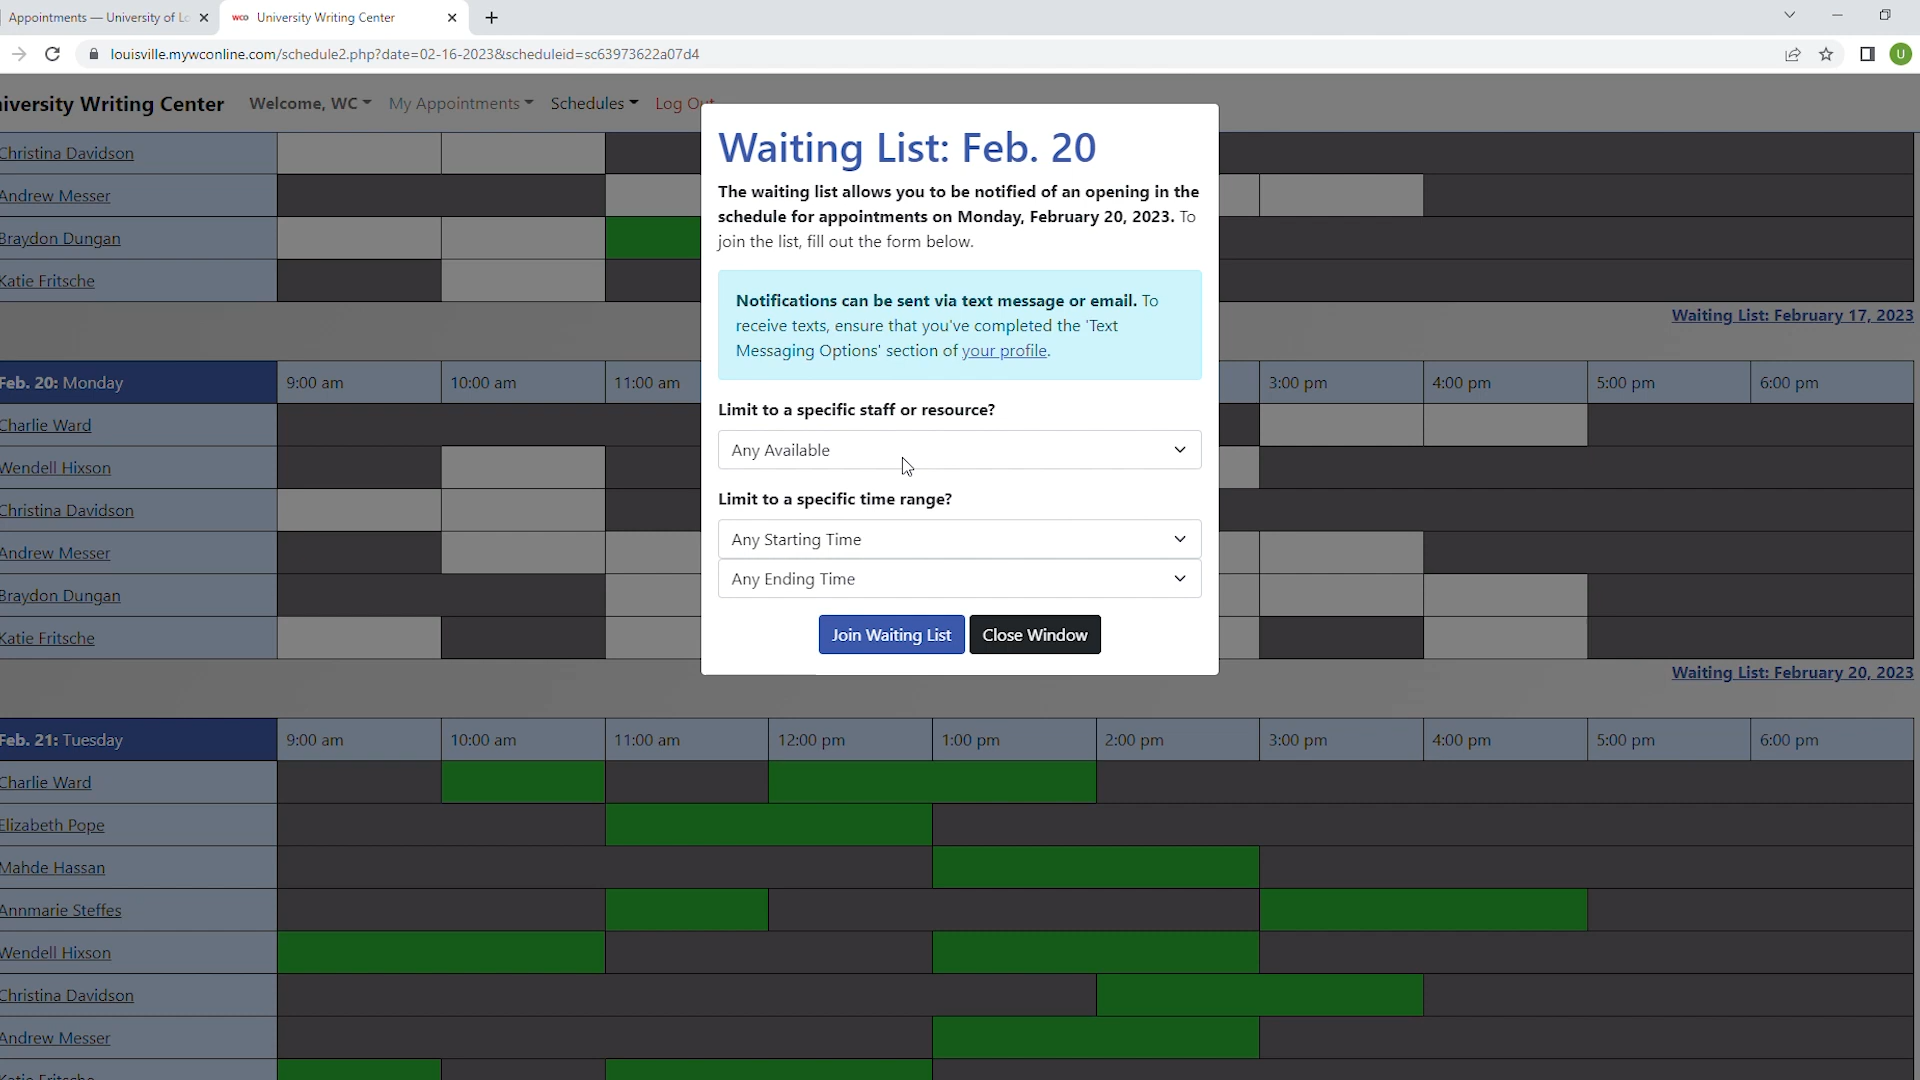 Appointments — University of Lo
wco University Writing Center
louisville.mywconline.com/schedule2.php?date=02-16-2023&scheduleid=sc63973622a07d4
U
iversity Writing Center
Welcome, WC
My Appointments
Schedules
Log Out
Christina Davidson
Andrew Messer
Braydon Dungan
Katie Fritsche
Waiting List: February 17, 2023
Waiting List: Feb. 20
The waiting list allows you to be notified of an opening in the
schedule for appointments on Monday, February 20, 2023. To
join the list, fill out the form below.
Notifications can be sent via text message or email. To
receive texts, ensure that you've completed the 'Text
Messaging Options' section of your profile.
Limit to a specific staff or resource?
Any Available
Limit to a specific time range?
Any Starting Time
Any Ending Time
Join Waiting List
Close Window
Feb. 20: Monday 9:00 am 10:00 am 11:00 am 3:00 pm 4:00 pm 5:00 pm 6:00 pm
Charlie Ward
Wendell Hixson
Christina Davidson
Andrew Messer
Braydon Dungan
Katie Fritsche
Waiting List: February 20, 2023
Feb. 21: Tuesday 9:00 am 10:00 am 11:00 am 12:00 pm 1:00 pm 2:00 pm 3:00 pm 4:00 pm 5:00 pm 6:00 pm
Charlie Ward
Elizabeth Pope
Mahde Hassan
Annmarie Steffes
Wendell Hixson
Christina Davidson
Andrew Messer
Katie Fritsche